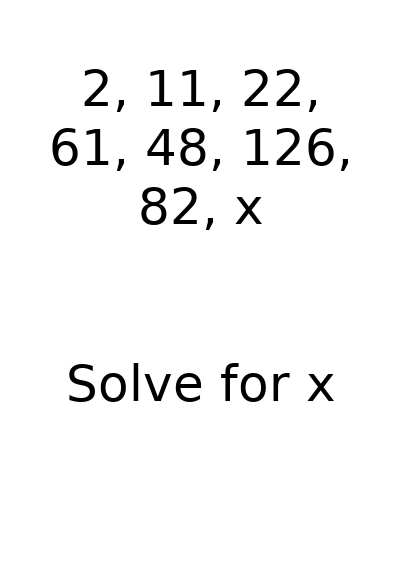 2, 11, 22,
61, 48, 126,
82, x
Solve for x